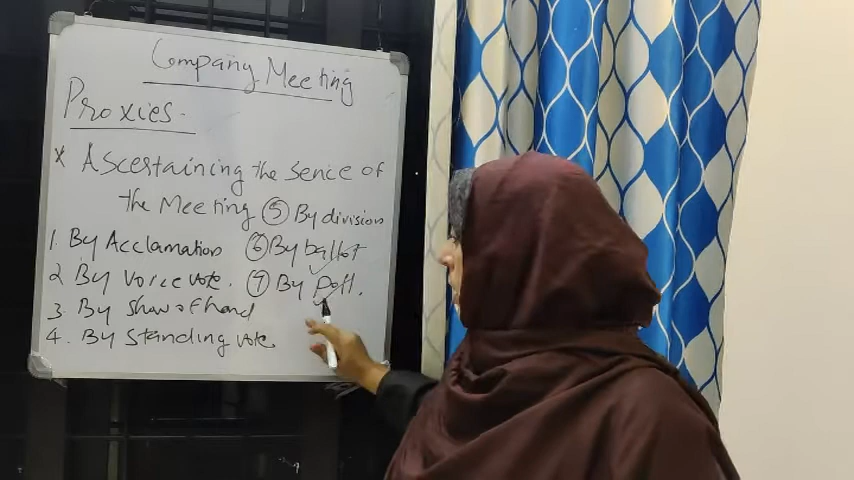 Company Meeting
Proxies.
x Ascertaining the Sence of
the Meeting
1. By Acclamation
2 By Voice vote.
3. By Show of hand
4. By Standing vote
⑤ By division
⑥ By ballot
⑦ By poll.